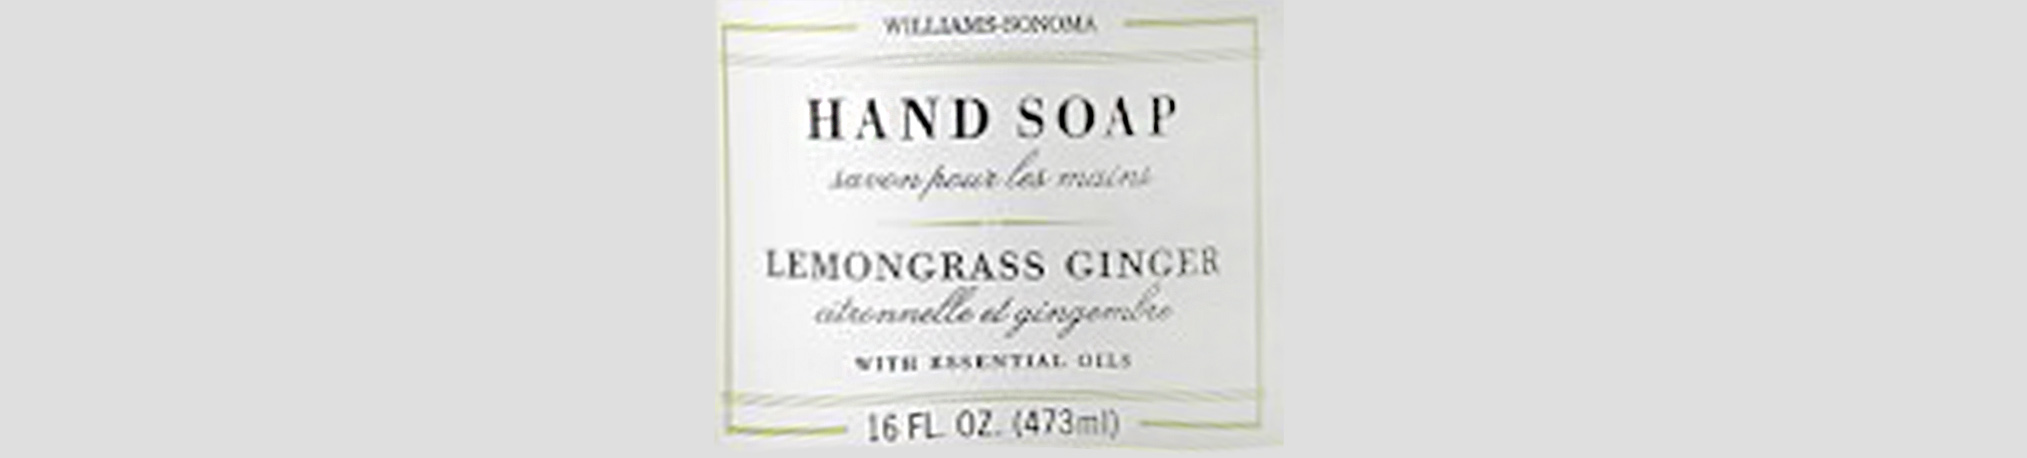 WILLIAMS-SONOMA
HAND SOAP
savon pour les mains
LEMONGRASS GINGER
citronnelle et gingembre
WITH ESSENTIAL OILS
16 FL. OZ. (473ml)